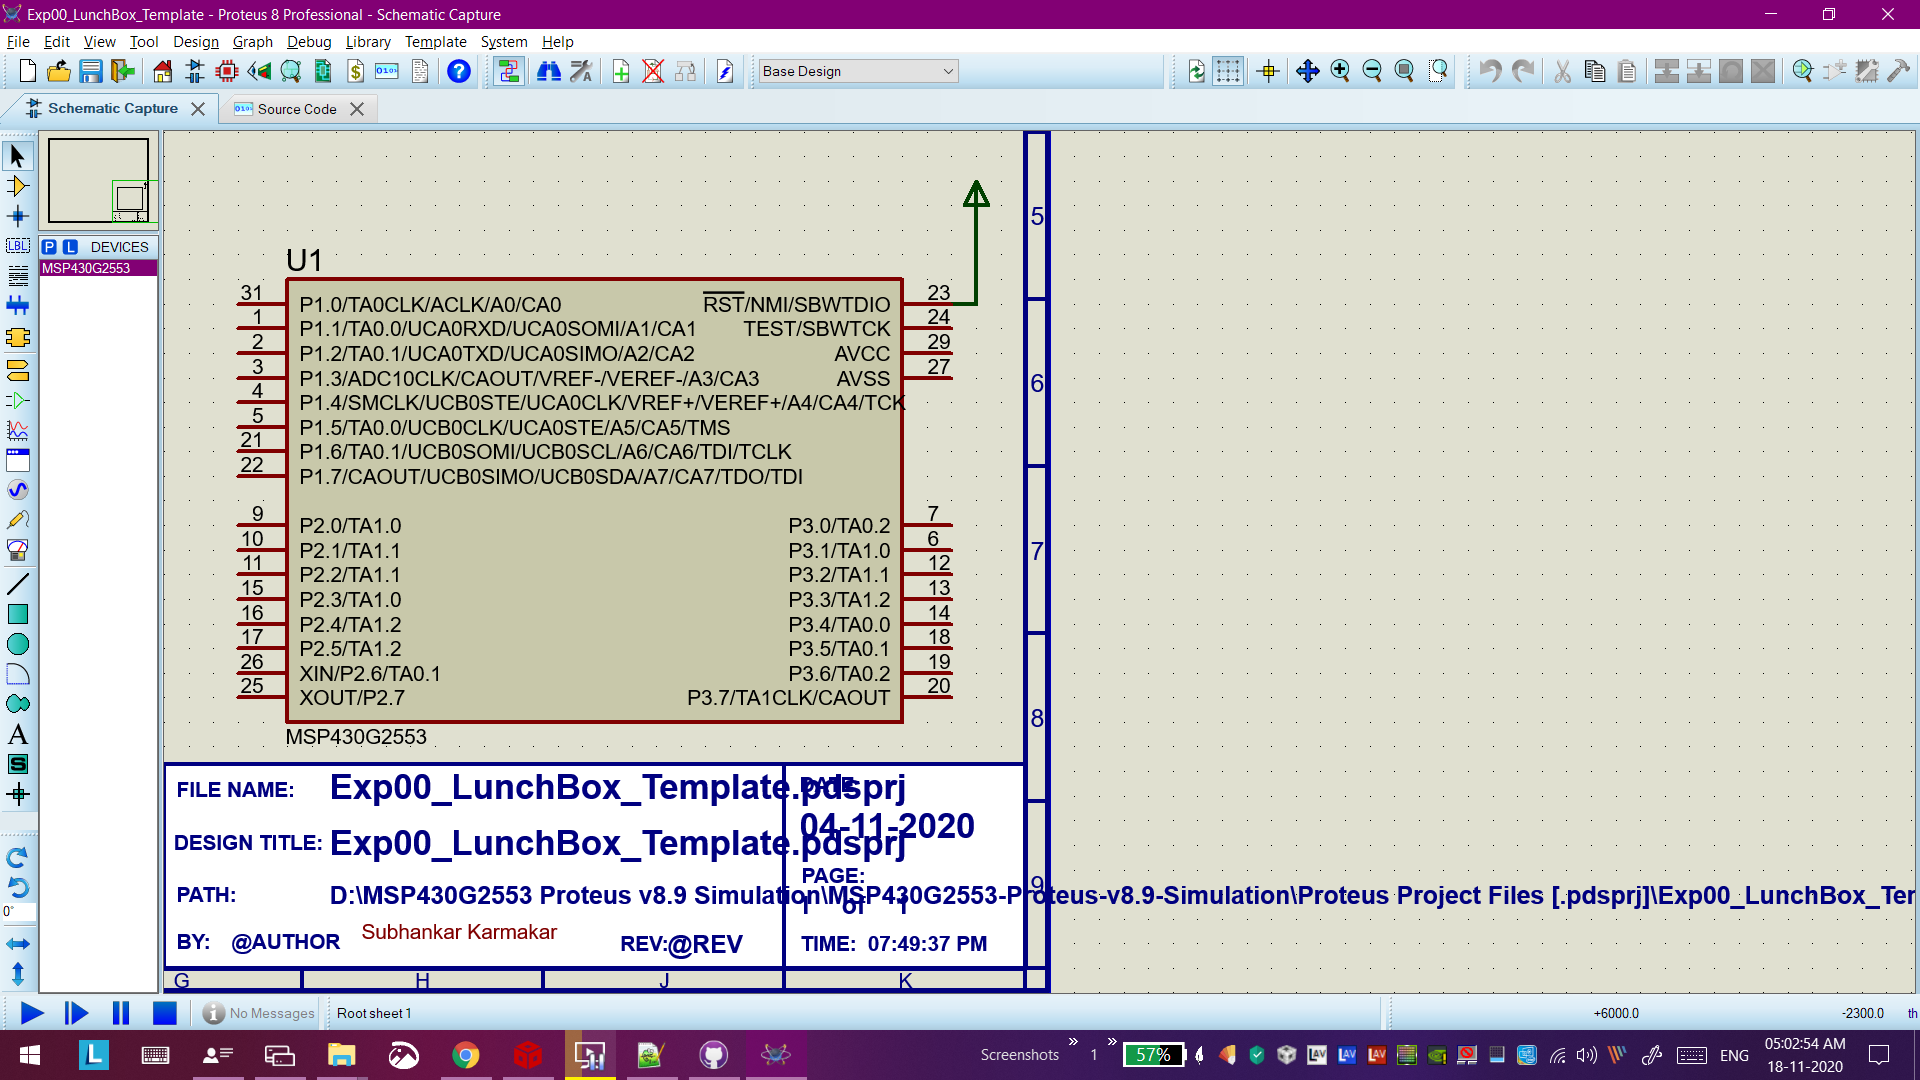 Exp00_LunchBox_Template - Proteus 8 Professional - Schematic Capture
File Edit View Tool Design Graph Debug Library Template System Help
Base Design
Schematic Capture
Source Code
P L DEVICES
MSP430G2553
LBL
A
S
0°
U1
31 P1.0/TA0CLK/ACLK/A0/CA0 RST/NMI/SBWTDIO 23
1 P1.1/TA0.0/UCA0RXD/UCA0SOMI/A1/CA1 TEST/SBWTCK 24
2 P1.2/TA0.1/UCA0TXD/UCA0SIMO/A2/CA2 AVCC 29
3 P1.3/ADC10CLK/CAOUT/VREF-/VEREF-/A3/CA3 AVSS 27
4 P1.4/SMCLK/UCB0STE/UCA0CLK/VREF+/VEREF+/A4/CA4/TCK
5 P1.5/TA0.0/UCB0CLK/UCA0STE/A5/CA5/TMS
21 P1.6/TA0.1/UCB0SOMI/UCB0SCL/A6/CA6/TDI/TCLK
22 P1.7/CAOUT/UCB0SIMO/UCB0SDA/A7/CA7/TDO/TDI
9 P2.0/TA1.0 P3.0/TA0.2 7
10 P2.1/TA1.1 P3.1/TA1.0 6
11 P2.2/TA1.1 P3.2/TA1.1 12
15 P2.3/TA1.0 P3.3/TA1.2 13
16 P2.4/TA1.2 P3.4/TA0.0 14
17 P2.5/TA1.2 P3.5/TA0.1 18
26 XIN/P2.6/TA0.1 P3.6/TA0.2 19
25 XOUT/P2.7 P3.7/TA1CLK/CAOUT 20
MSP430G2553
5
6
7
8
9
FILE NAME: Exp00_LunchBox_Template.pdsprj
DATE:
04-11-2020
DESIGN TITLE: Exp00_LunchBox_Template.pdsprj
PAGE:
PATH: D:\MSP430G2553 Proteus v8.9 Simulation\MSP430G2553-Proteus-v8.9-Simulation\Proteus Project Files [.pdsprj]\Exp00_LunchBox_Ter
1 of 1
BY: @AUTHOR Subhankar Karmakar REV:@REV TIME: 07:49:37 PM
G H J K
No Messages Root sheet 1 +6000.0 -2300.0 th
L Screenshots 1 57% LAV LAV LAV ENG 05:02:54 AM
18-11-2020